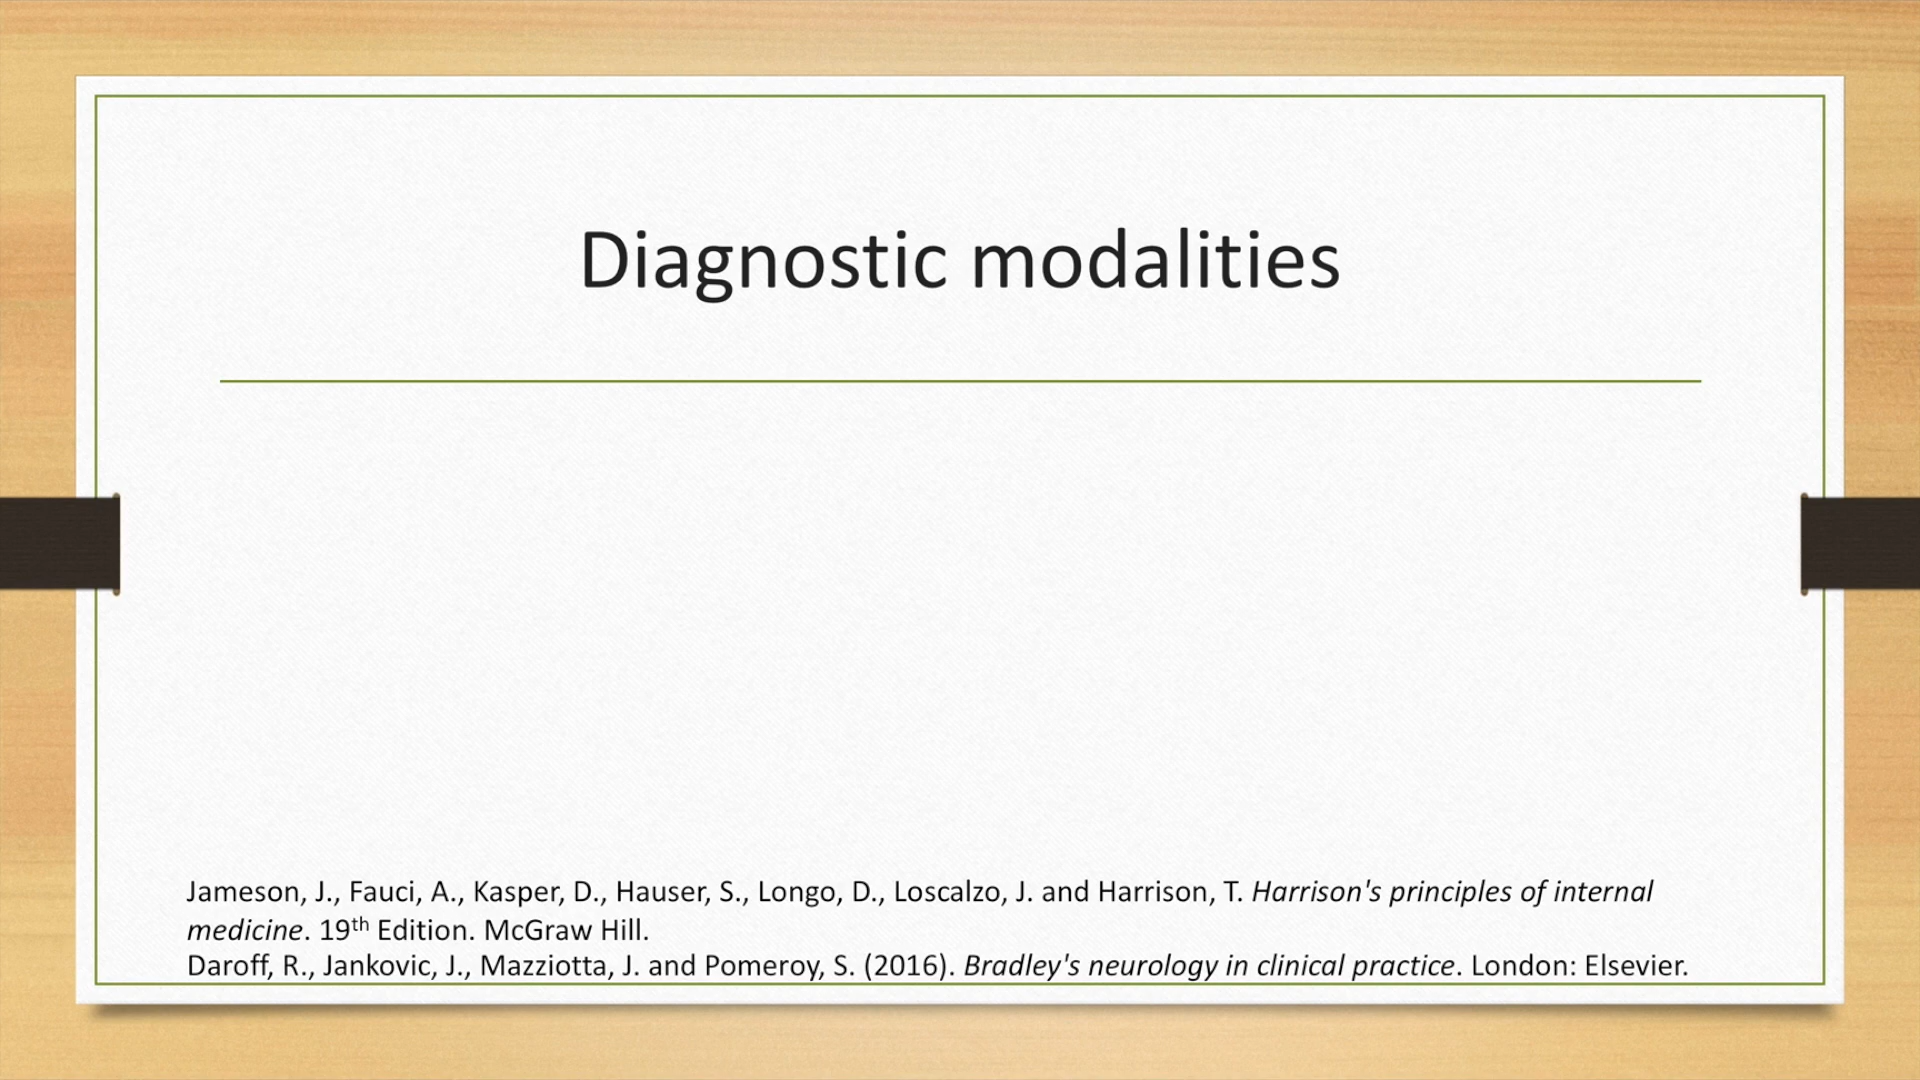 Diagnostic modalities
Jameson, J., Fauci, A., Kasper, D., Hauser, S., Longo, D., Loscalzo, J. and Harrison, T. Harrison's principles of internal
medicine. 19th Edition. McGraw Hill.
Daroff, R., Jankovic, J., Mazziotta, J. and Pomeroy, S. (2016). Bradley's neurology in clinical practice. London: Elsevier.